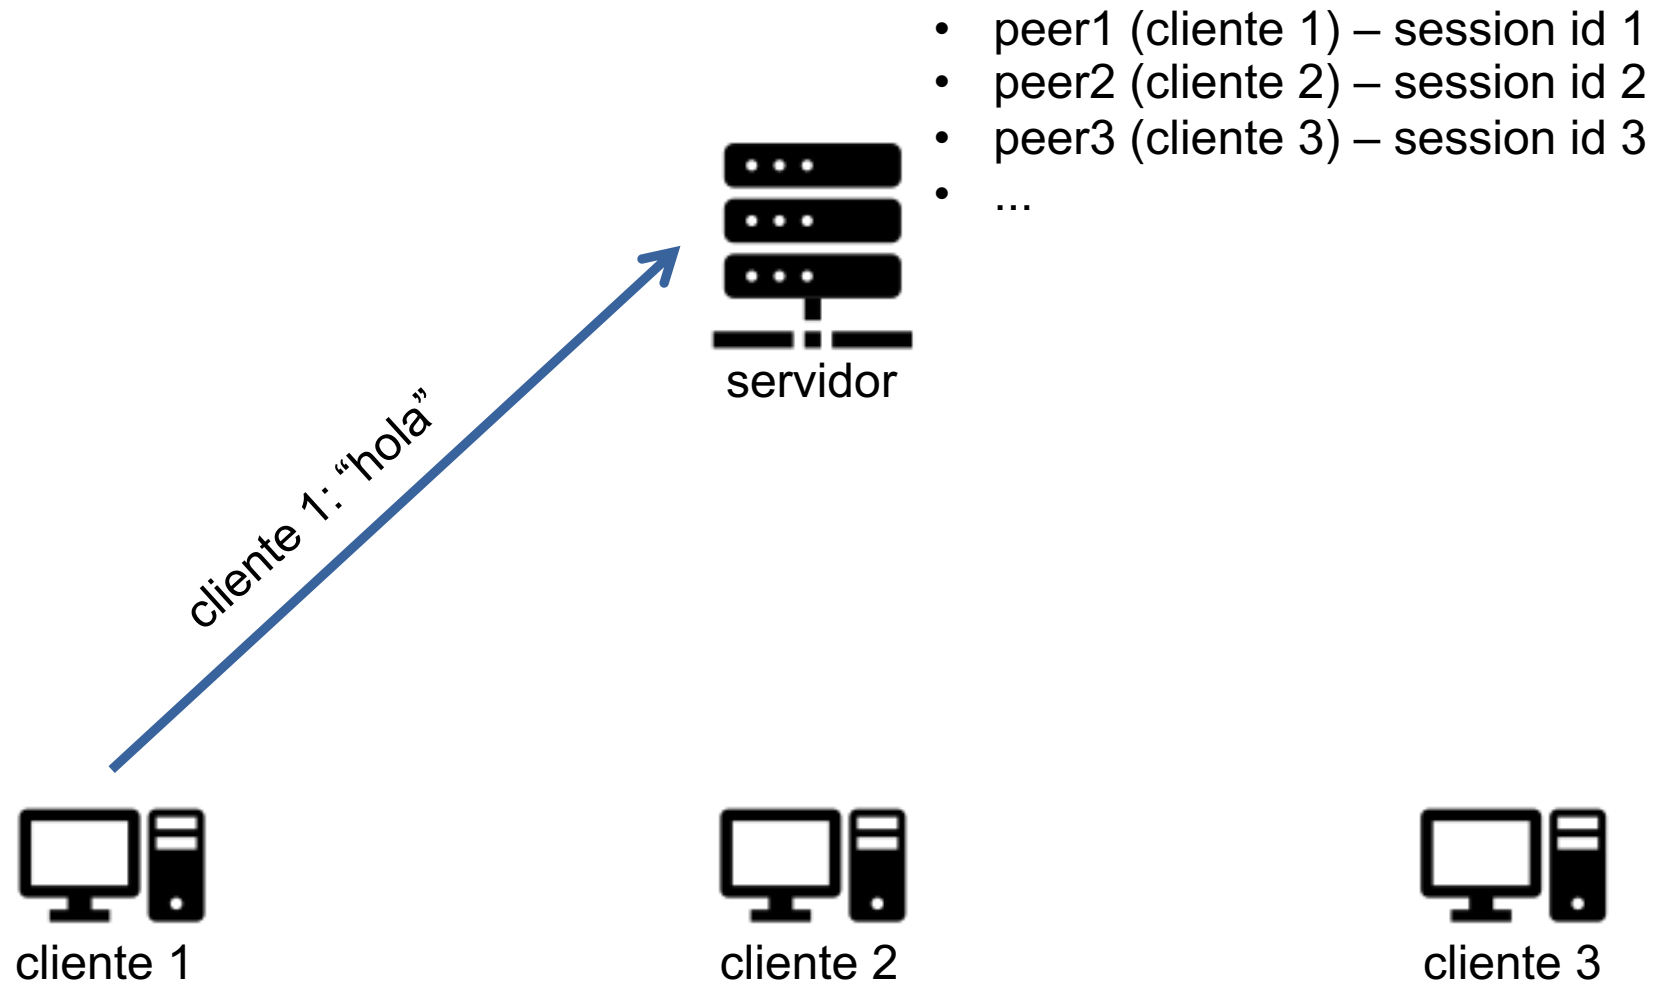 • peer1 (cliente 1) – session id 1
• peer2 (cliente 2) – session id 2
• peer3 (cliente 3) – session id 3
• ...
servidor
cliente 1: “hola”
cliente 1
cliente 2
cliente 3